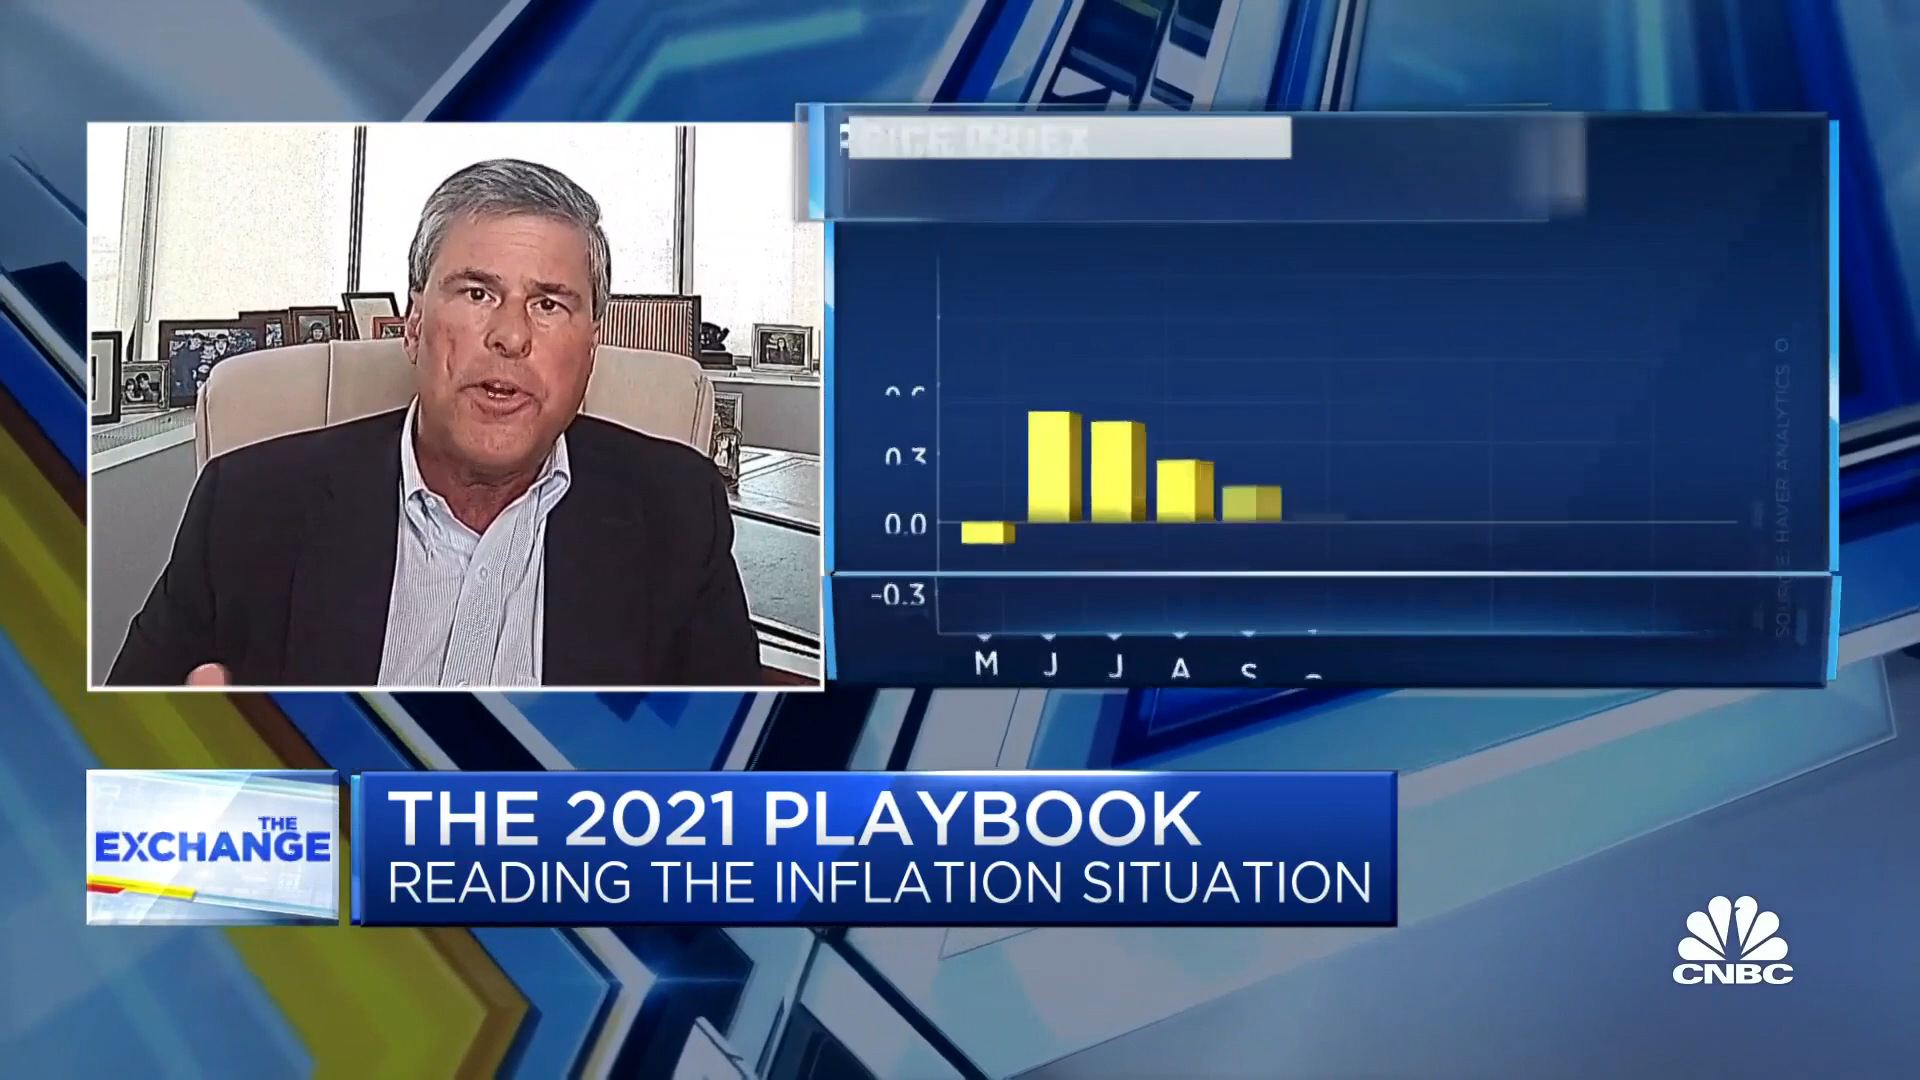 0.3
0.0
-0.3
M
J
J
A
S
SOURCE: HAVER ANALYTICS
THE
EXCHANGE
THE 2021 PLAYBOOK
READING THE INFLATION SITUATION
CNBC